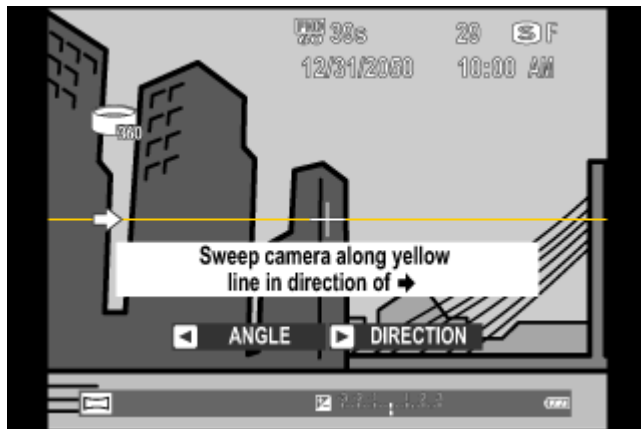 38s 29 S F
12/31/2050 10:00 AM
360
Sweep camera along yellow
line in direction of ➡
ANGLE DIRECTION